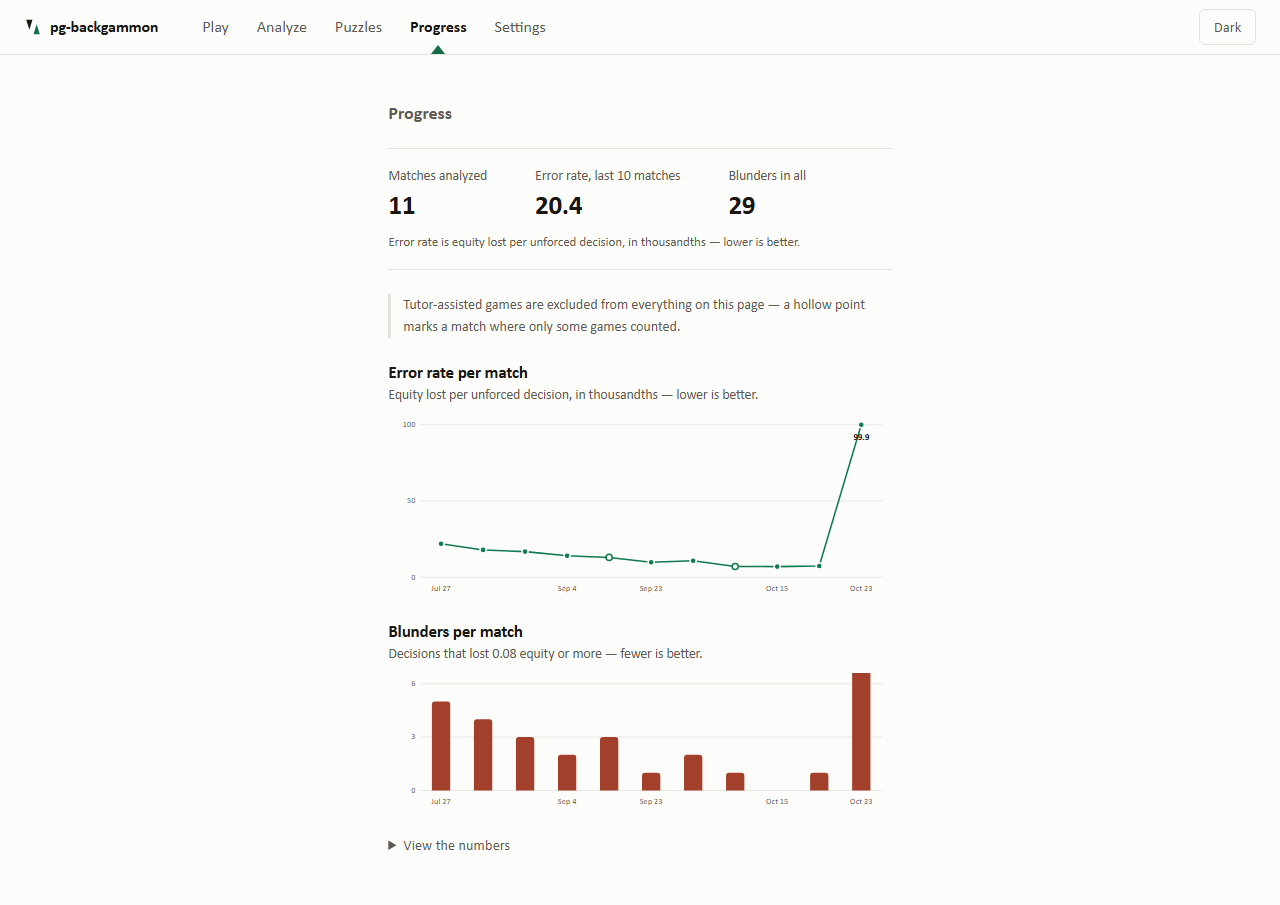 pg-backgammon Play Analyze Puzzles Progress Settings Dark
Progress
Matches analyzed Error rate, last 10 matches Blunders in all
11 20.4 29
Error rate is equity lost per unforced decision, in thousandths — lower is better.
Tutor-assisted games are excluded from everything on this page — a hollow point
marks a match where only some games counted.
Error rate per match
Equity lost per unforced decision, in thousandths — lower is better.
100
99.9
50
0
Jul 27 Sep 4 Sep 23 Oct 15 Oct 23
Blunders per match
Decisions that lost 0.08 equity or more — fewer is better.
6
3
0
Jul 27 Sep 4 Sep 23 Oct 15 Oct 23
View the numbers